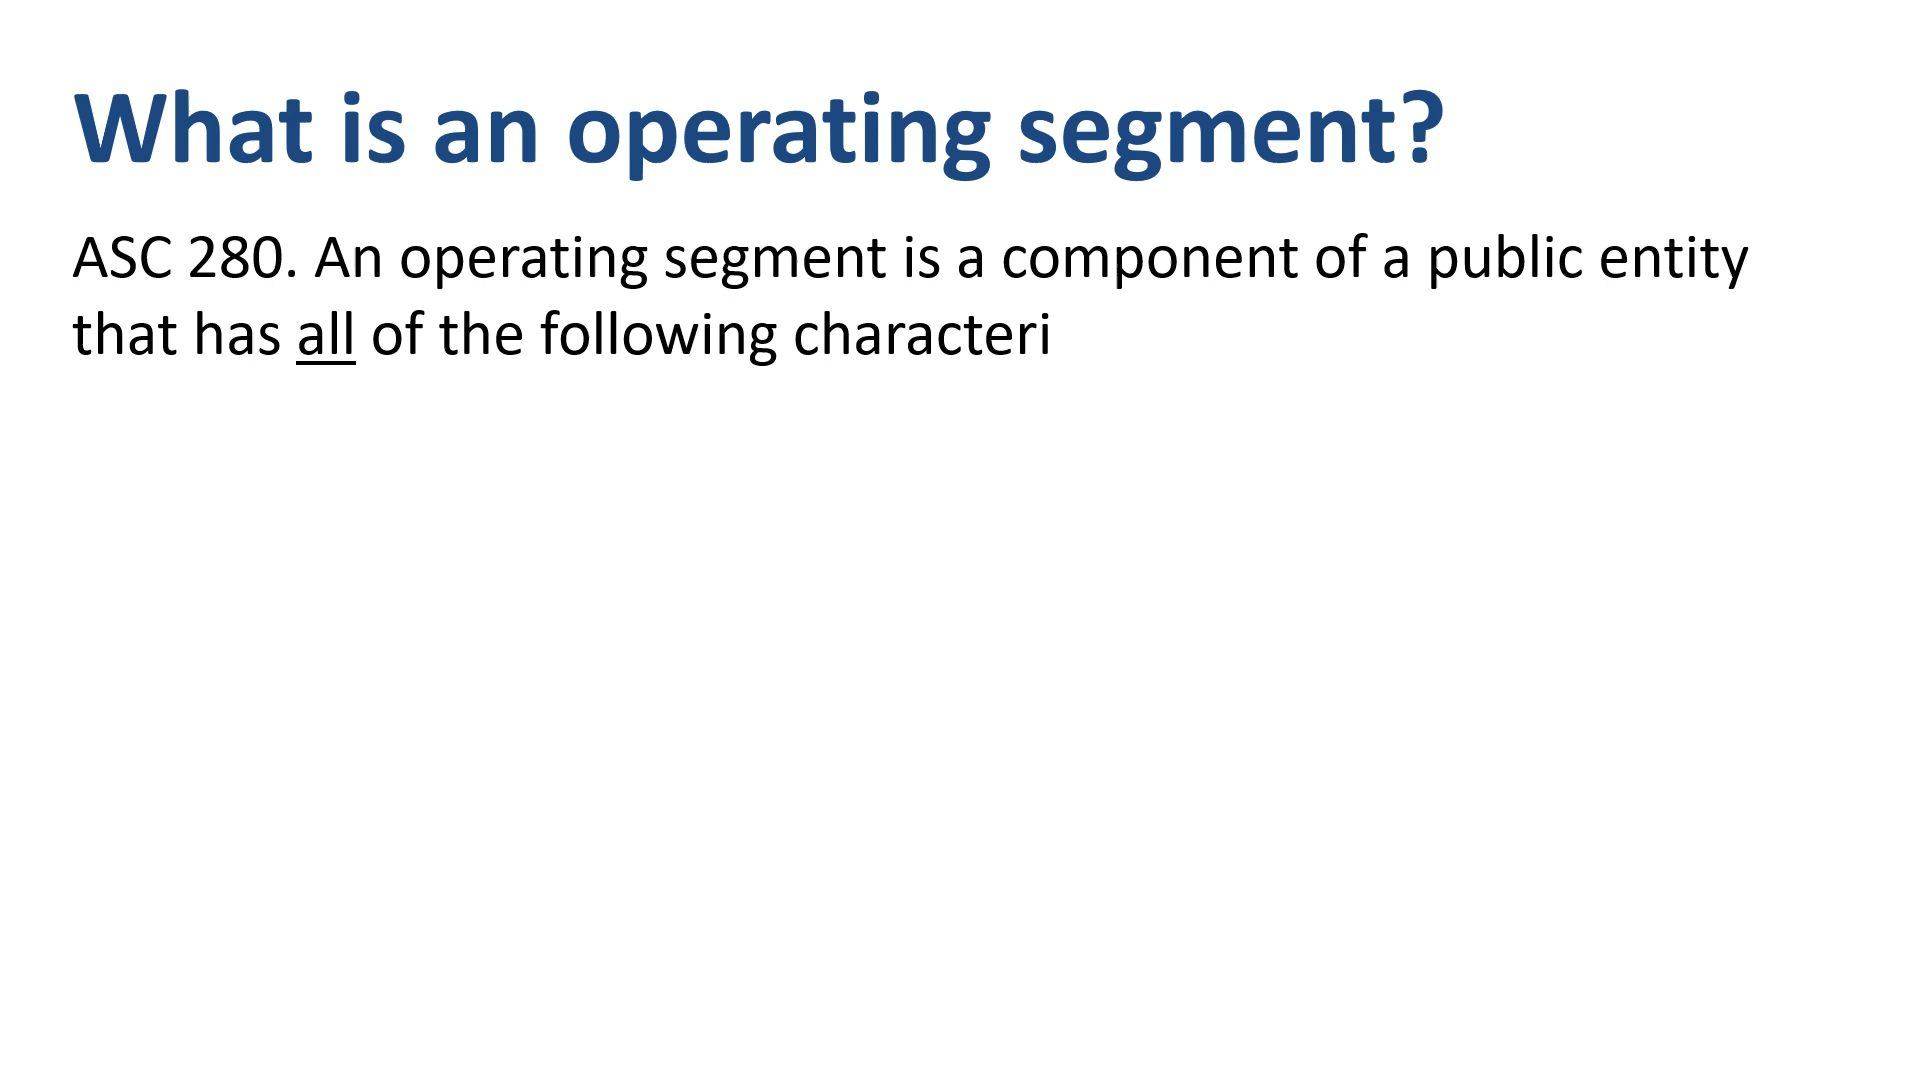 What is an operating segment?
ASC 280. An operating segment is a component of a public entity
that has all of the following characteri